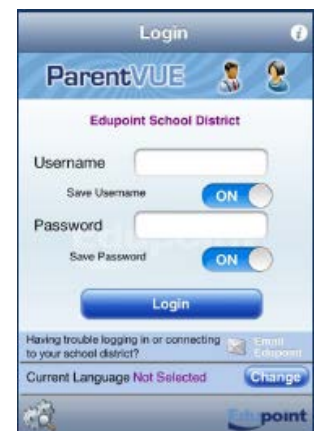 Login
ParentVUE
Edupoint School District
Username
Save Username
ON
Password
Save Password
ON
Login
Having trouble logging in or connecting
to your school district?
Email
Edupoint
Current Language Not Selected
Change
Edupoint